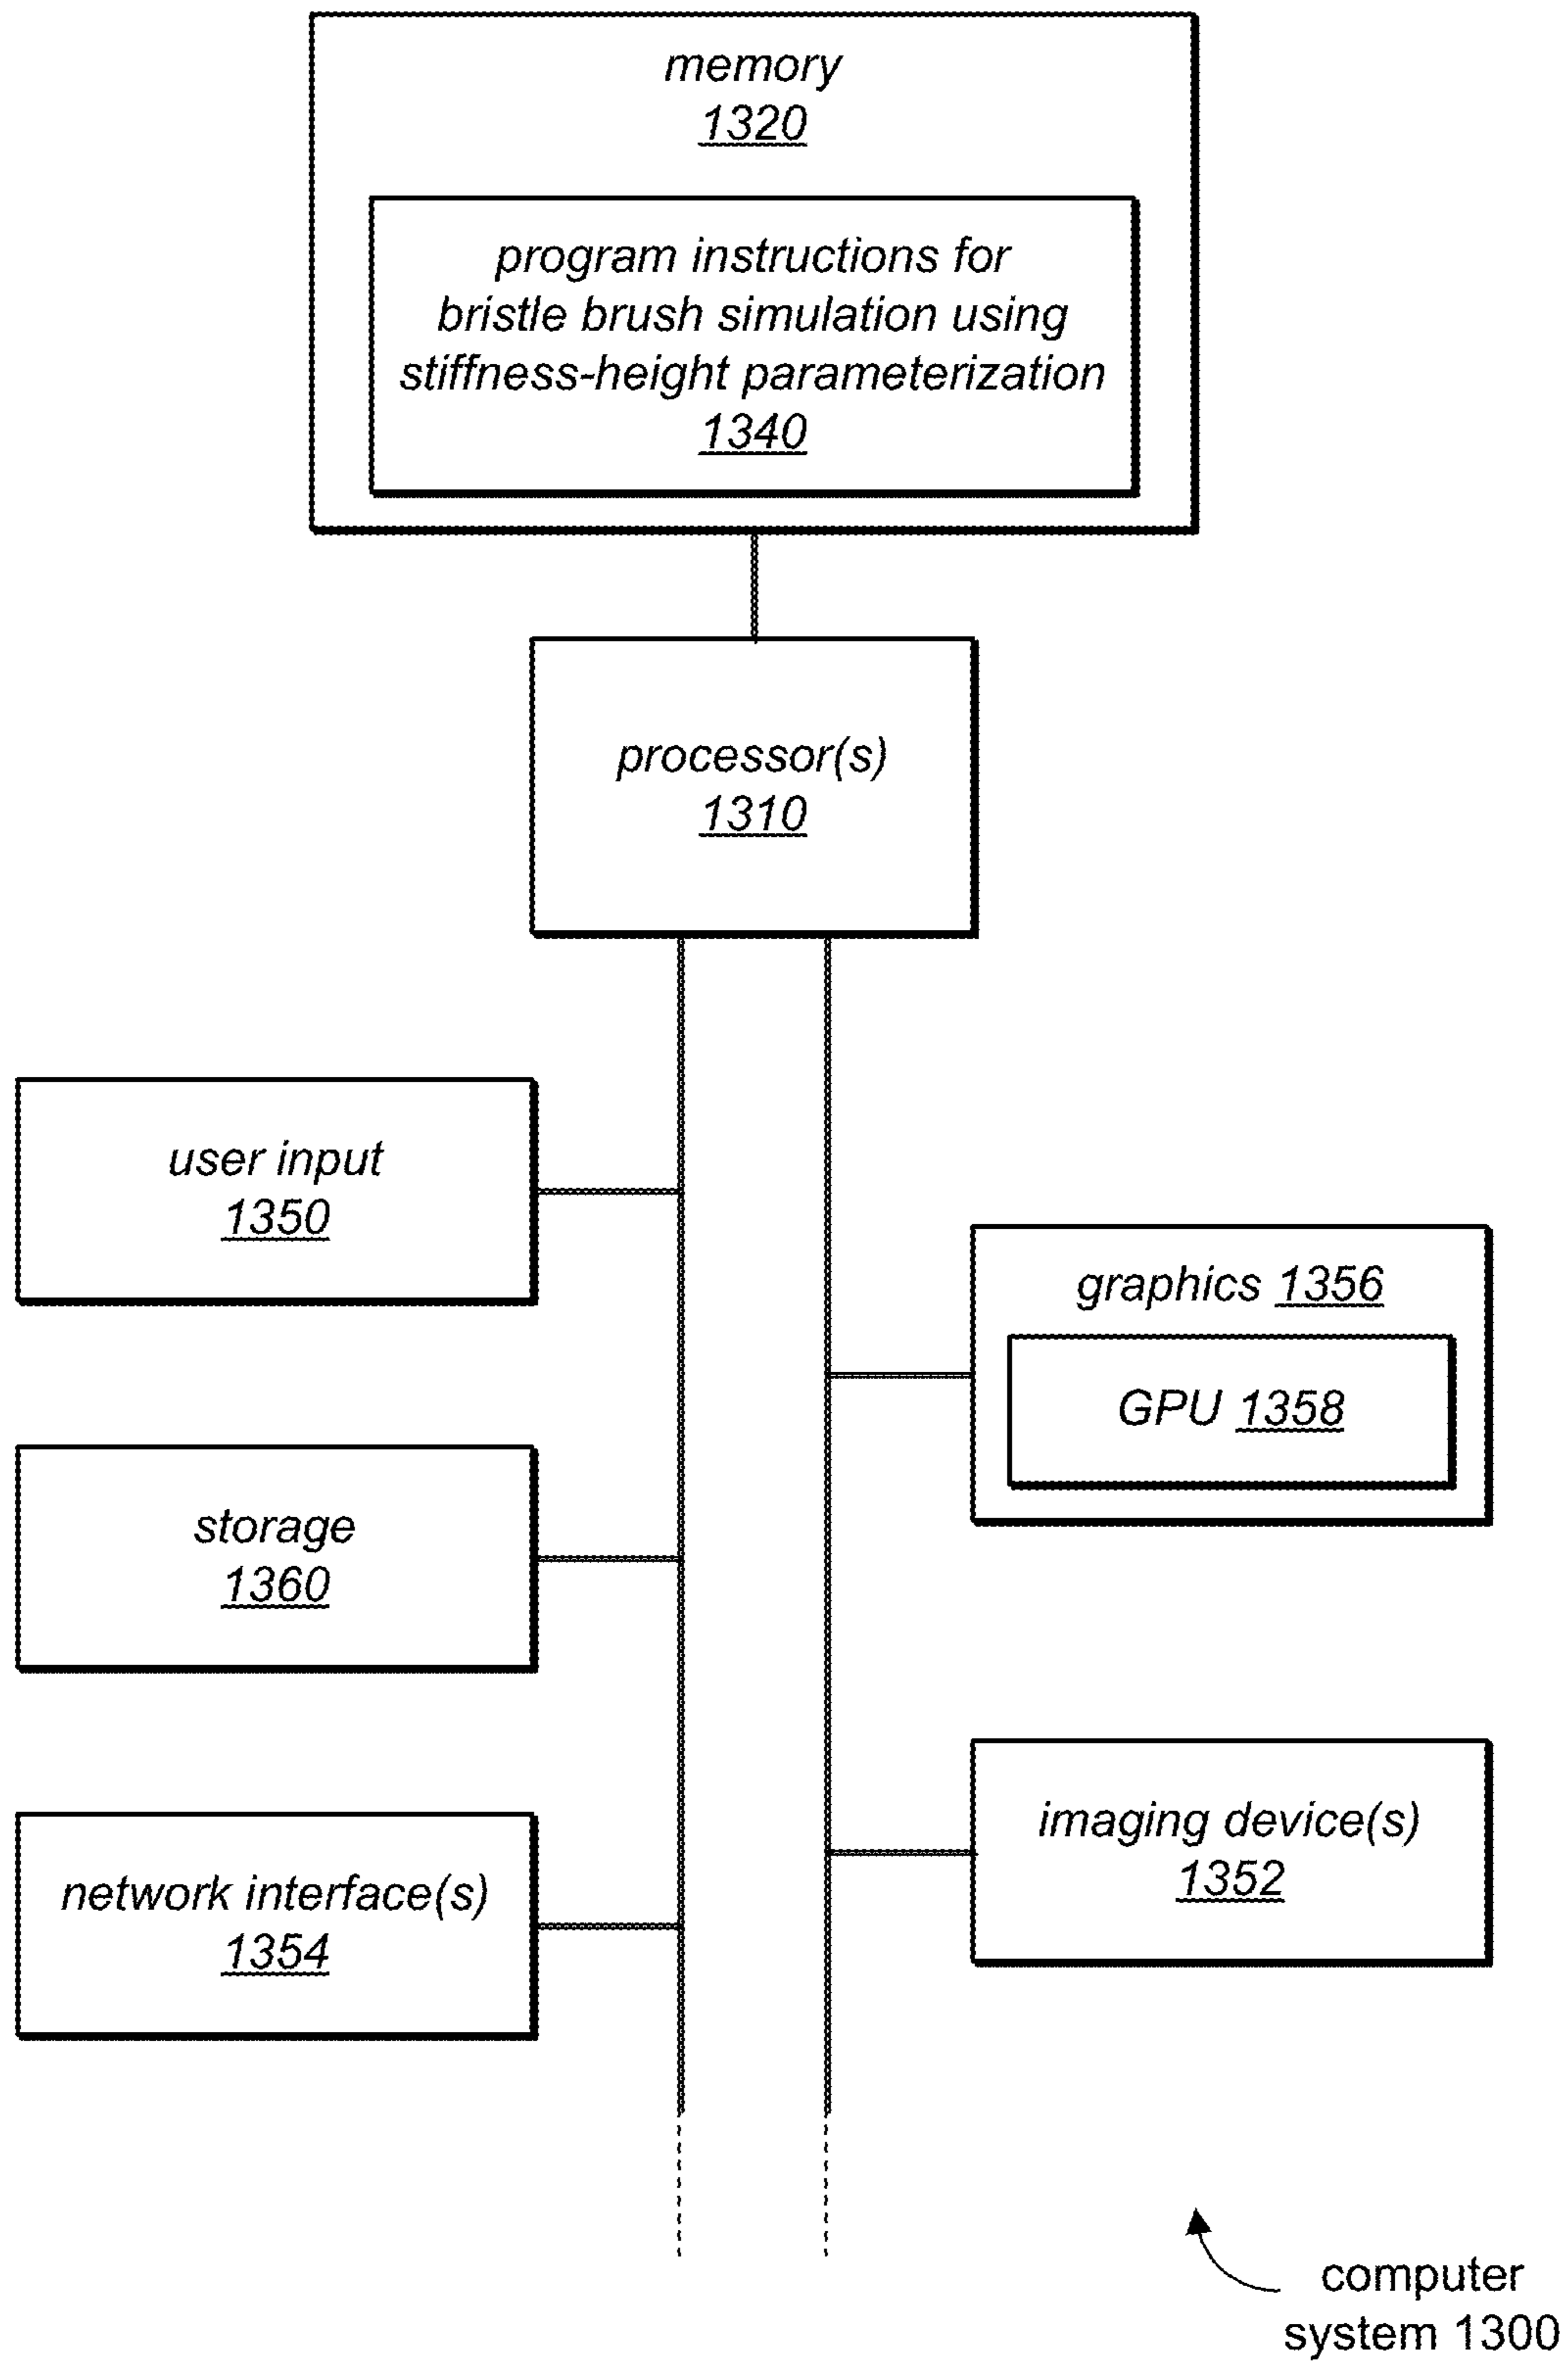 memory
1320
program instructions for
bristle brush simulation using
stiffness-height parameterization
1340
processor(s)
1310
user input
1350
graphics 1356
GPU 1358
storage
1360
imaging device(s)
1352
network interface(s)
1354
computer
system 1300